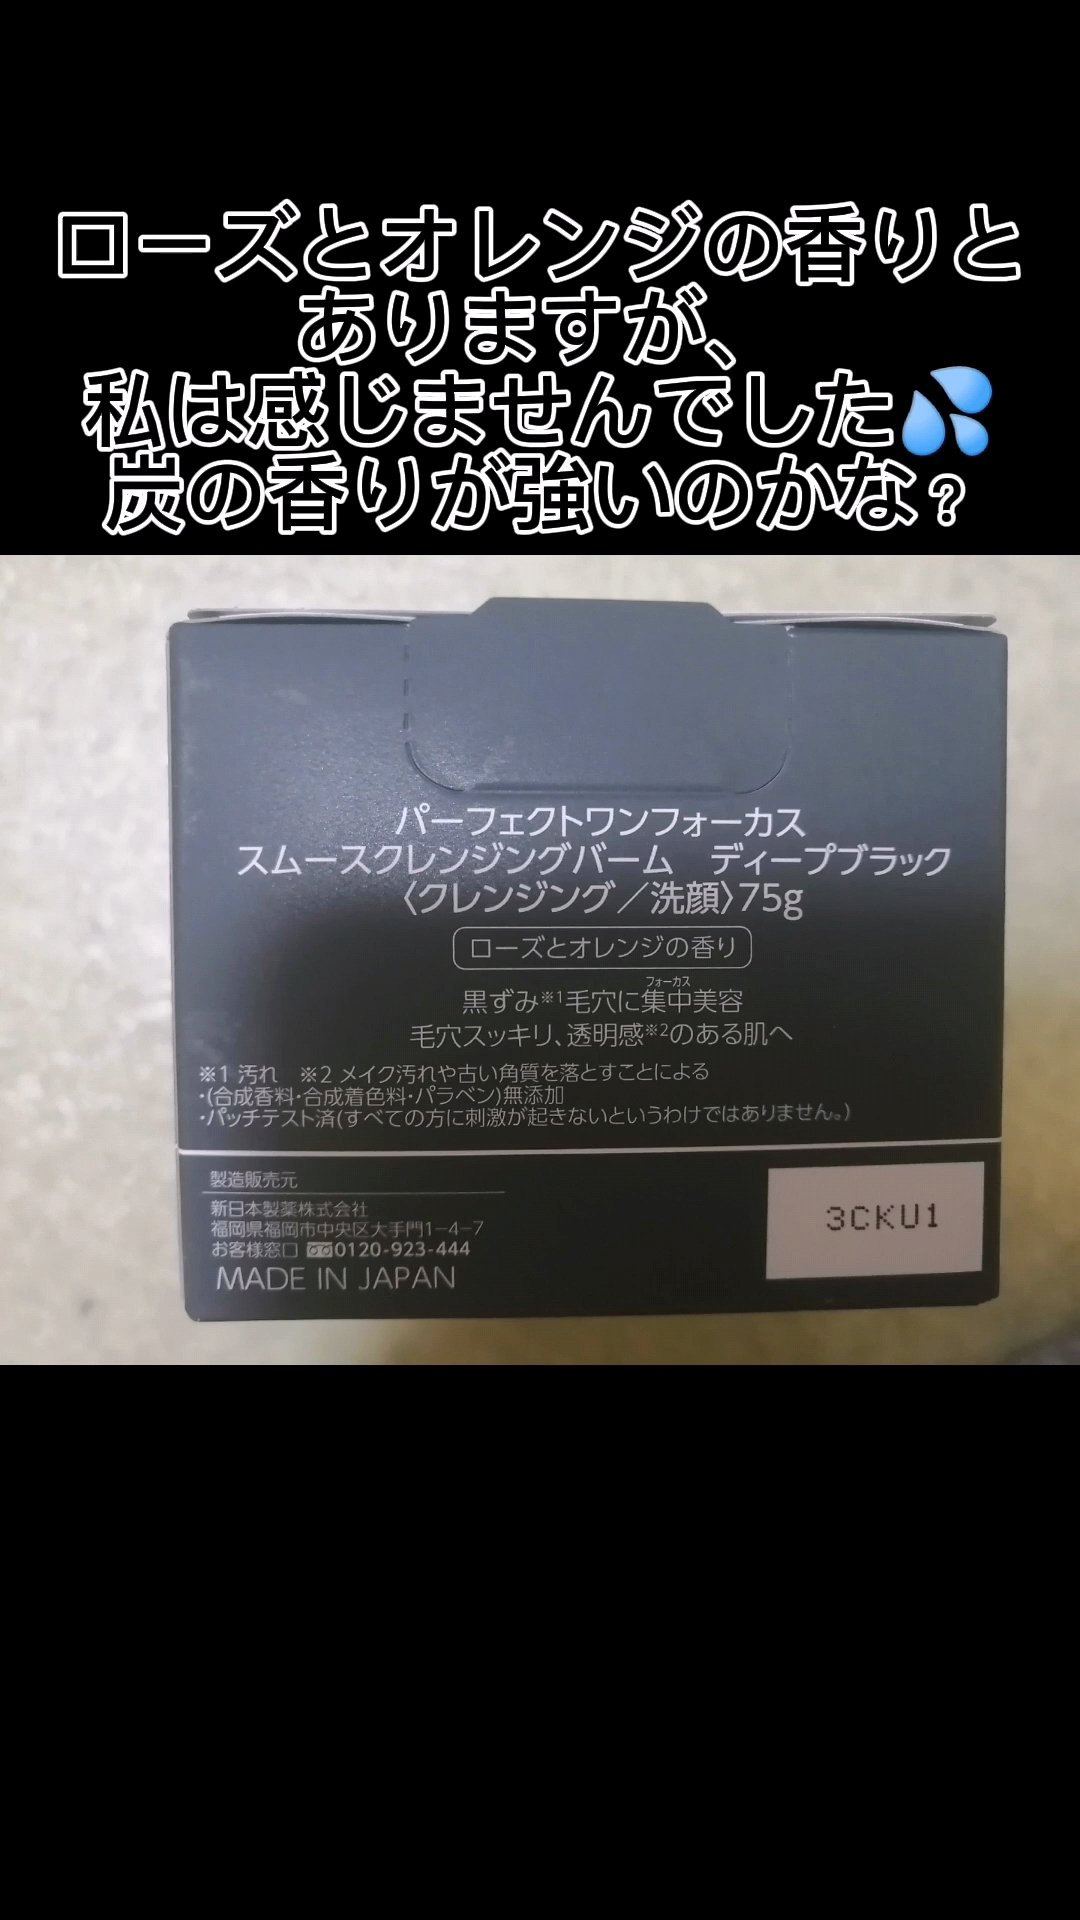 ローズとオレンジの香りと
ありますが、
私は感じませんでした💦
炭の香りが強いのかな？
パーフェクトワンフォーカス
スムースクレンジングバーム　ディープブラック
〈クレンジング／洗顔〉75g
ローズとオレンジの香り
フォーカス
黒ずみ※1毛穴に集中美容
毛穴スッキリ、透明感※2のある肌へ
※1 汚れ　※2 メイク汚れや古い角質を落とすことによる
・(合成香料・合成着色料・パラベン)無添加
・パッチテスト済(すべての方に刺激が起きないというわけではありません。)
製造販売元
新日本製薬株式会社
福岡県福岡市中央区大手門1-4-7
お客様窓口 0120-923-444
MADE IN JAPAN
3CKU1